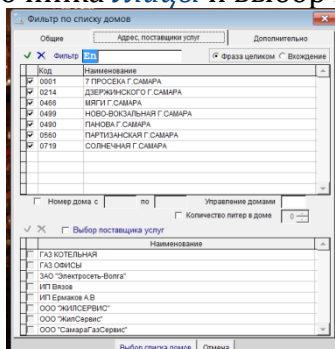 Улицы и выбор
Фильтр по списку домов
Общие Адрес, поставщики услуг Дополнительно
Фильтр En Фраза целиком Вхождение
Код Наименование
0001 7 ПРОСЕКА Г.САМАРА
0214 ДЗЕРЖИНСКОГО Г.САМАРА
0466 МЯГИ Г.САМАРА
0499 НОВО-ВОКЗАЛЬНАЯ Г.САМАРА
0490 ПАНОВА Г.САМАРА
0560 ПАРТИЗАНСКАЯ Г.САМАРА
0719 СОЛНЕЧНАЯ Г.САМАРА
Номер дома с по Управление домами
Количество литер в доме 0
Выбор поставщика услуг
Наименование
ГАЗ КОТЕЛЬНАЯ
ГАЗ ОФИСЫ
ЗАО "Электросеть-Волга"
ИП Вязов
ИП Ермаков А.В
ООО "ЖИЛСЕРВИС"
ООО "ЖилСервис"
ООО "СамараГазСервис"
Выбор списка домов Отмена